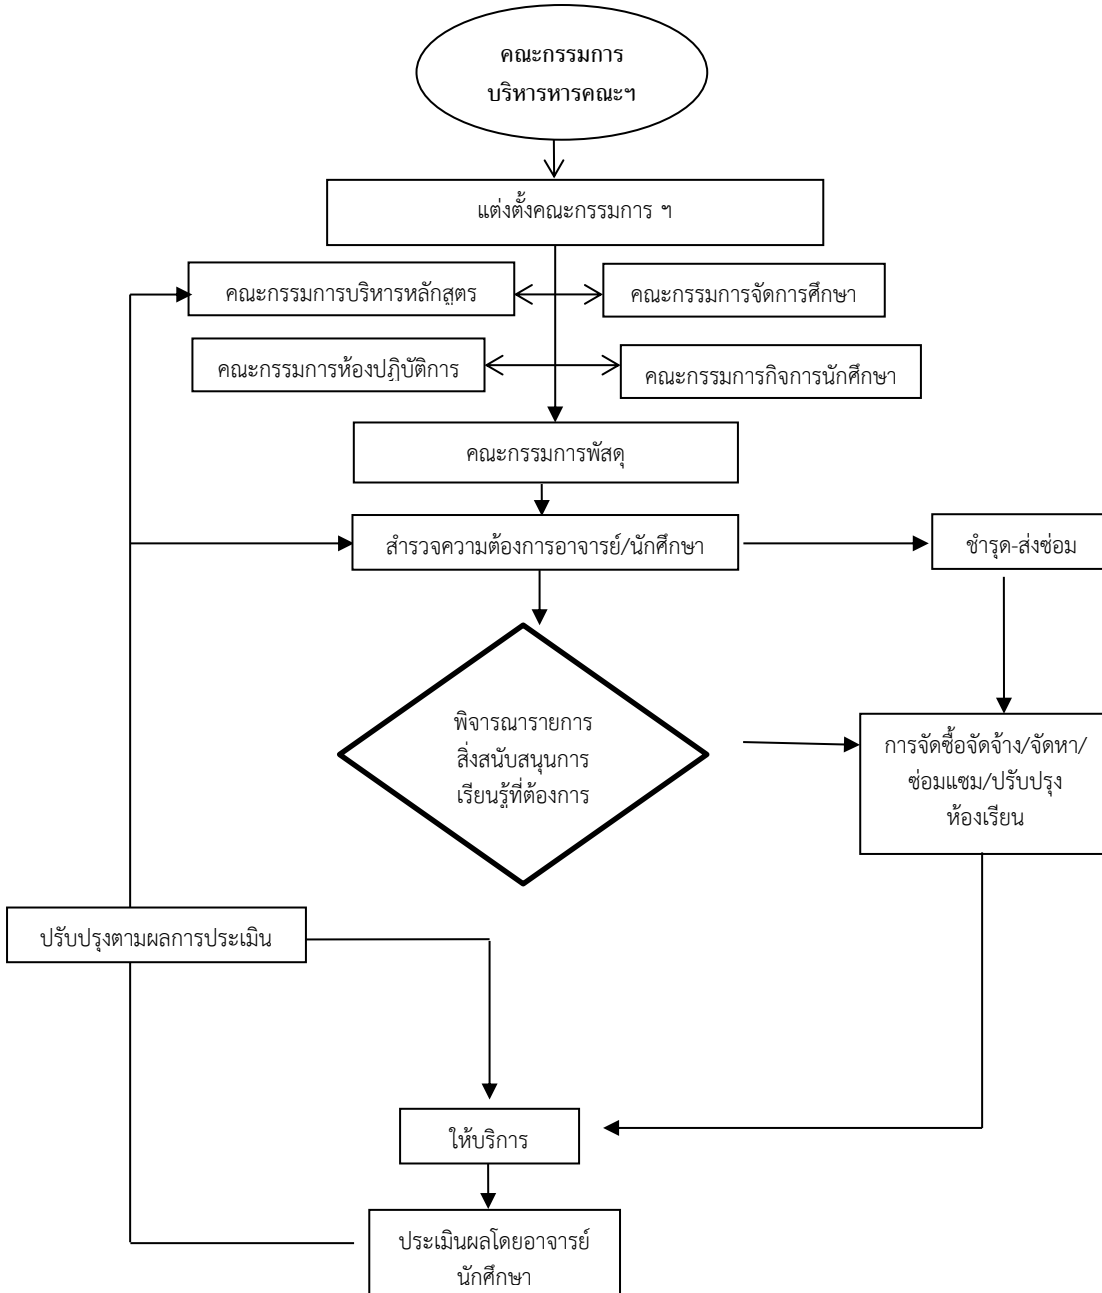 คณะกรรมการ
บริหารหารคณะฯ
แต่งตั้งคณะกรรมการ ฯ
คณะกรรมการบริหารหลักสูตร
คณะกรรมการจัดการศึกษา
คณะกรรมการห้องปฏิบัติการ
คณะกรรมการกิจการนักศึกษา
คณะกรรมการพัสดุ
สำรวจความต้องการอาจารย์/นักศึกษา
ชำรุด-ส่งซ่อม
พิจารณารายการ
สิ่งสนับสนุนการ
เรียนรู้ที่ต้องการ
การจัดซื้อจัดจ้าง/จัดหา/
ซ่อมแซม/ปรับปรุง
ห้องเรียน
ปรับปรุงตามผลการประเมิน
ให้บริการ
ประเมินผลโดยอาจารย์
นักศึกษา